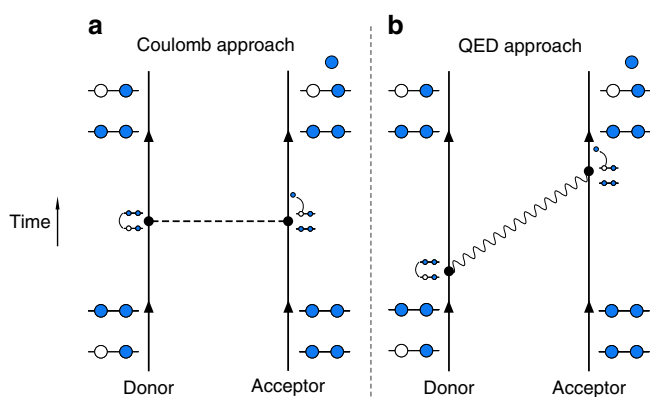 a
Coulomb approach
b
QED approach
Time
Donor
Acceptor
Donor
Acceptor